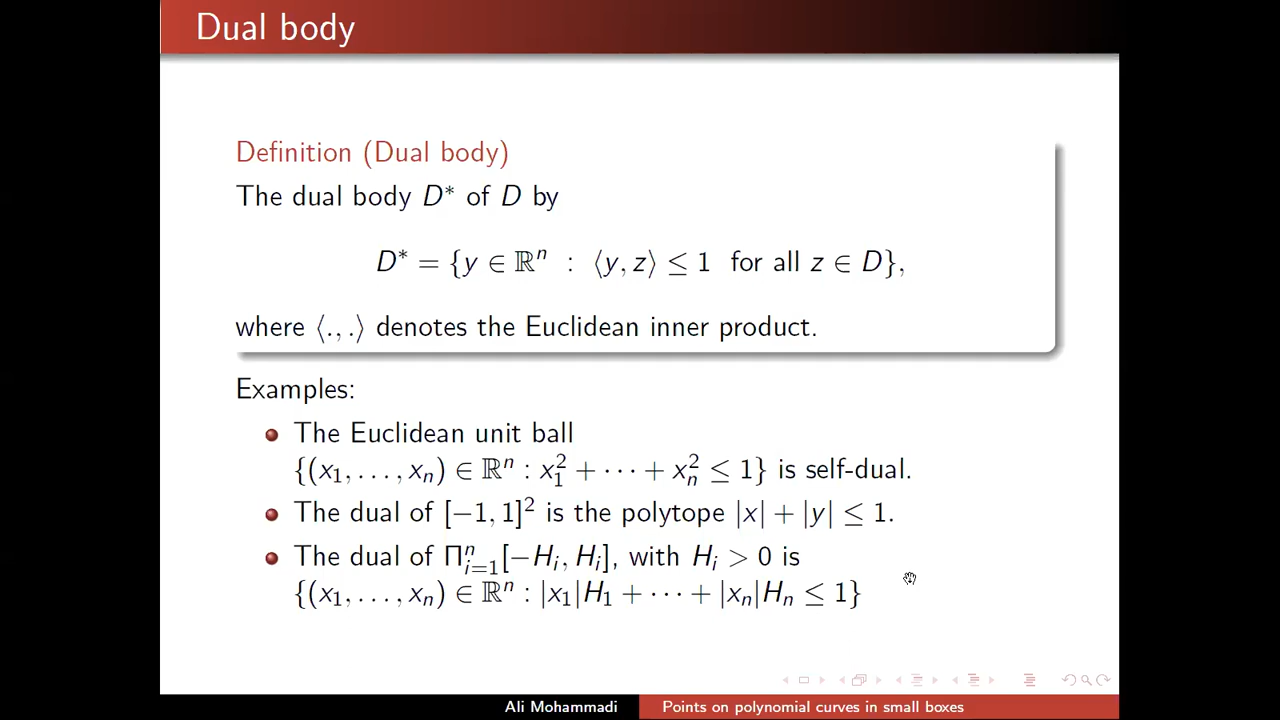 Dual body
Definition (Dual body)
The dual body D* of D by
D* = {y ∈ ℝⁿ : ⟨y, z⟩ ≤ 1 for all z ∈ D},
where ⟨., .⟩ denotes the Euclidean inner product.
Examples:
The Euclidean unit ball
{(x₁, . . . , xₙ) ∈ ℝⁿ : x₁² + · · · + xₙ² ≤ 1} is self-dual.
The dual of [−1, 1]² is the polytope |x| + |y| ≤ 1.
The dual of Πⁿᵢ₌₁[−Hᵢ, Hᵢ], with Hᵢ > 0 is
{(x₁, . . . , xₙ) ∈ ℝⁿ : |x₁|H₁ + · · · + |xₙ|Hₙ ≤ 1}
Ali Mohammadi Points on polynomial curves in small boxes